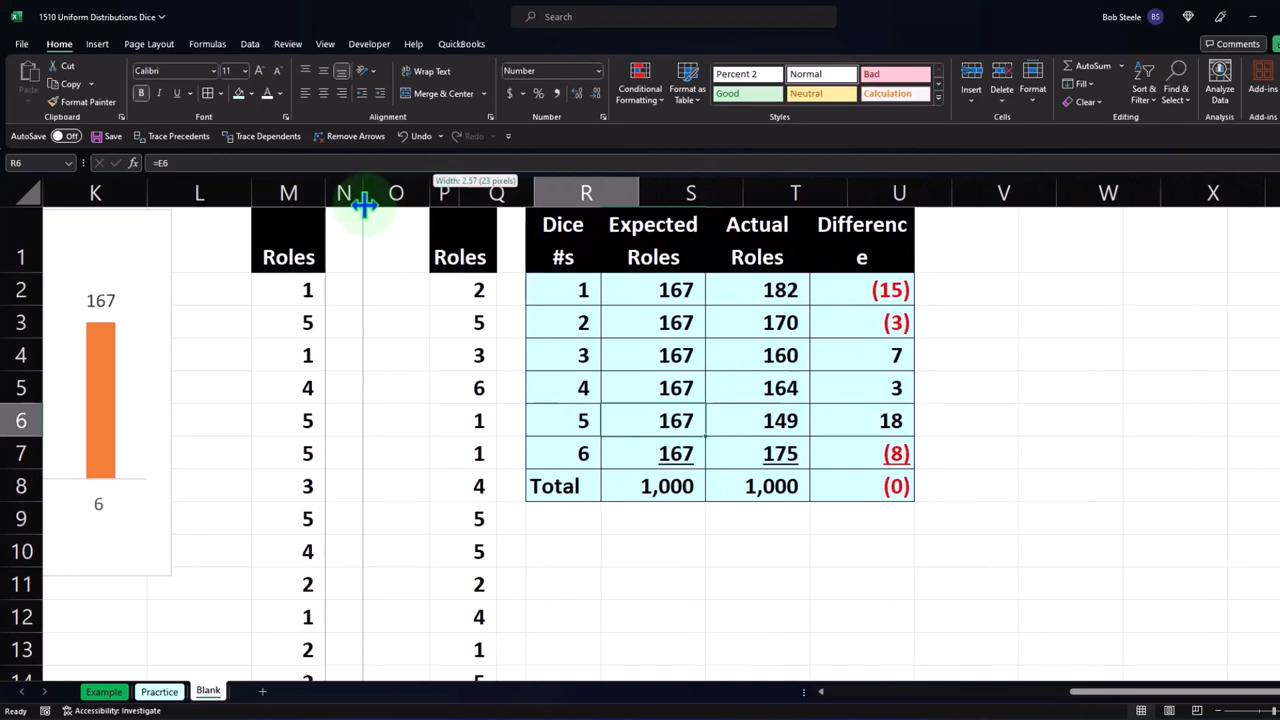 1510 Uniform Distributions Dice
Search
Bob Steele
BS
File Home Insert Page Layout Formulas Data Review View Developer Help QuickBooks
Comments
Paste
Cut
Copy
Format Painter
Clipboard
Calibri
11
B
Font
Wrap Text
Merge & Center
Alignment
Number
$ % 9
Number
Conditional Formatting
Format as Table
Percent 2 Normal Bad
Good Neutral Calculation
Styles
Insert Delete Format
Cells
AutoSum
Fill
Clear
Sort & Filter
Find & Select
Editing
Analyze Data
Analysis
Add-ins
Add-ins
AutoSave Off Save Trace Precedents Trace Dependents Remove Arrows Undo Redo
R6 fx =E6
Width: 2.57 (23 pixels)
K L M N O P Q R S T U V W X
Dice Expected Actual Differenc
1 Roles Roles #s Roles Roles e
2 1 2 1 167 182 (15)
3 5 5 2 167 170 (3)
4 1 3 3 167 160 7
5 4 6 4 167 164 3
6 5 1 5 167 149 18
7 5 1 6 167 175 (8)
8 3 4 Total 1,000 1,000 (0)
9 5 5
10 4 5
11 2 2
12 1 4
13 2 1
167
6
Example Pracrtice Blank
Ready Accessibility: Investigate